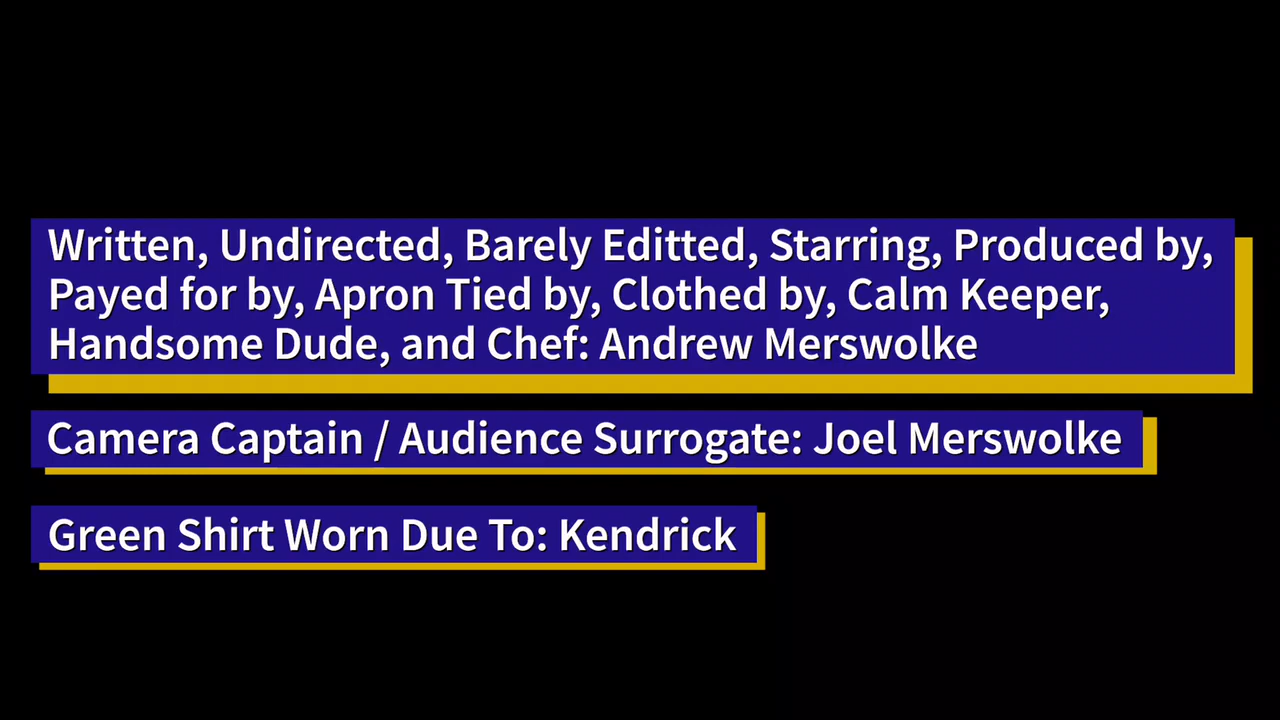 Written, Undirected, Barely Editted, Starring, Produced by,
Payed for by, Apron Tied by, Clothed by, Calm Keeper,
Handsome Dude, and Chef: Andrew Merswolke
Camera Captain / Audience Surrogate: Joel Merswolke
Green Shirt Worn Due To: Kendrick